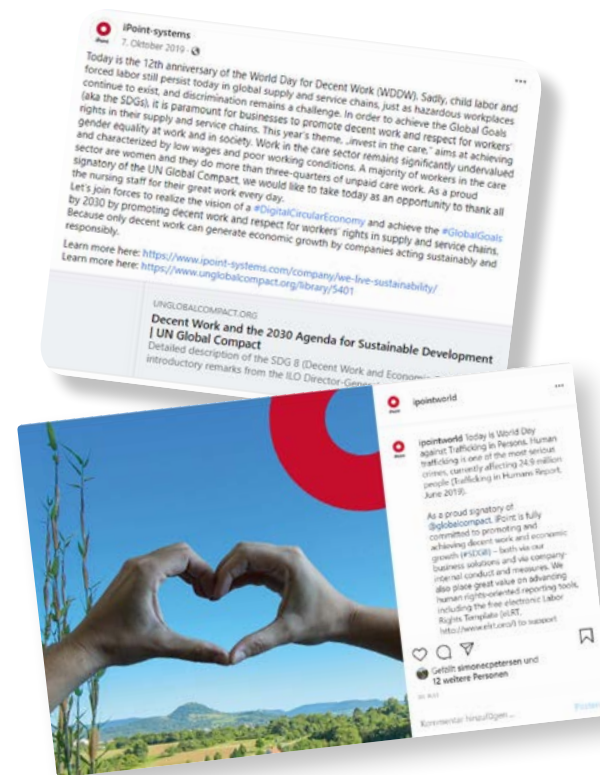 iPoint-systems
7. Oktober 2019 ·
Today is the 12th anniversary of the World Day for Decent Work (WDDW). Sadly, child labor and
forced labor still persist today in global supply and service chains, just as hazardous workplaces
continue to exist, and discrimination remains a challenge. In order to achieve the Global Goals
(aka the SDGs), it is paramount for businesses to promote decent work and respect for workers'
rights in their supply and service chains. This year's theme, „invest in the care,“ aims at achieving
gender equality at work and in society. Work in the care sector remains significantly undervalued
and characterized by low wages and poor working conditions. A majority of workers in the care
sector are women and they do more than three-quarters of unpaid care work. As a proud
signatory of the UN Global Compact, we would like to take today as an opportunity to thank all
the nursing staff for their great work every day.
Let's join forces to realize the vision of a #DigitalCircularEconomy and achieve the #GlobalGoals
by 2030 by promoting decent work and respect for workers' rights in supply and service chains.
Because only decent work can generate economic growth by companies acting sustainably and
responsibly.
Learn more here: https://www.ipoint-systems.com/company/we-live-sustainability/
Learn more here: https://www.unglobalcompact.org/library/5401
UNGLOBALCOMPACT.ORG
Decent Work and the 2030 Agenda for Sustainable Development
| UN Global Compact
Detailed description of the SDG 8 (Decent Work and Economic
introductory remarks from the ILO Director-General
ipointworld
ipointworld Today is World Day
against Trafficking in Persons. Human
trafficking is one of the most serious
crimes, currently affecting 24.9 million
people (Trafficking in Humans Report,
June 2019).
As a proud signatory of
@globalcompact, iPoint is fully
committed to promoting and
achieving decent work and economic
growth (#SDG8) – both via our
business solutions and via company-
internal conduct and measures. We
also place great value on advancing
human rights-oriented reporting tools,
including the free electronic Labor
Rights Template (eLRT,
http://www.elrt.org/) to support
Gefällt simonecpetersen und
12 weitere Personen
Kommentar hinzufügen ...
Posten